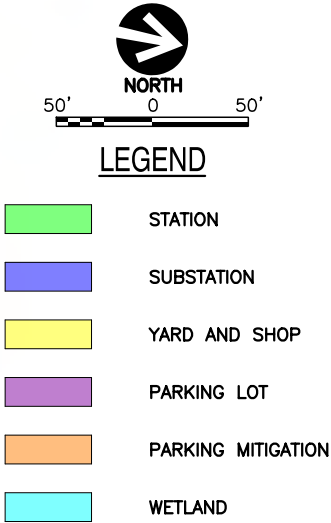 NORTH
50' 0 50'
LEGEND
STATION
SUBSTATION
YARD AND SHOP
PARKING LOT
PARKING MITIGATION
WETLAND